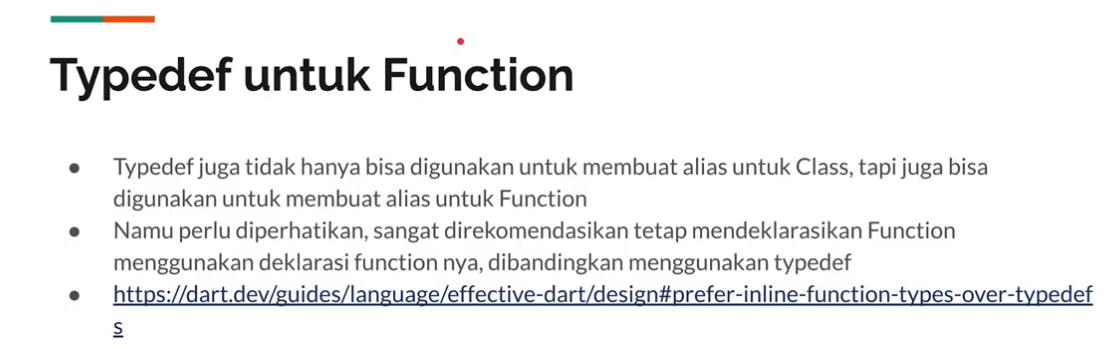 Typedef untuk Function
● Typedef juga tidak hanya bisa digunakan untuk membuat alias untuk Class, tapi juga bisa
digunakan untuk membuat alias untuk Function
● Namu perlu diperhatikan, sangat direkomendasikan tetap mendeklarasikan Function
menggunakan deklarasi function nya, dibandingkan menggunakan typedef
● https://dart.dev/guides/language/effective-dart/design#prefer-inline-function-types-over-typedef
s